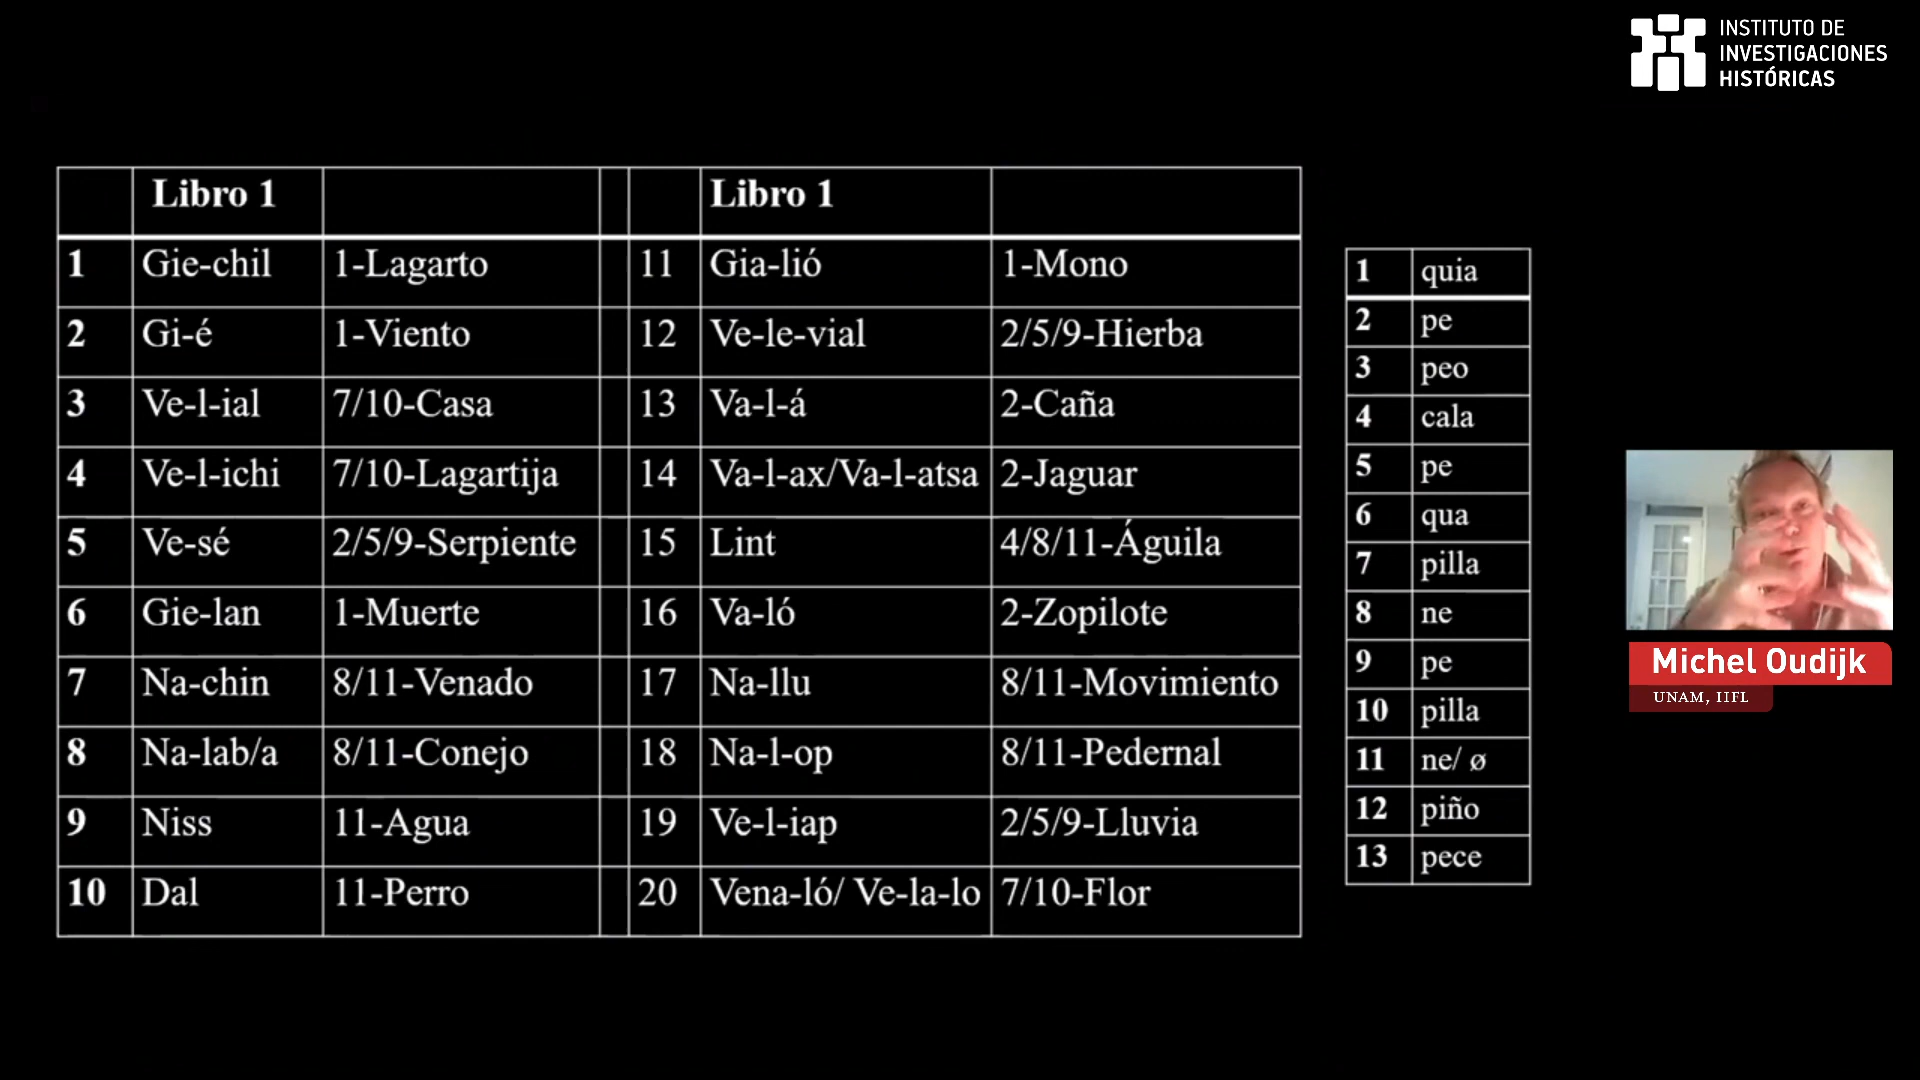 INSTITUTO DE
INVESTIGACIONES
HISTÓRICAS
Libro 1 Libro 1
1 Gie-chil 1-Lagarto 11 Gia-lió 1-Mono
2 Gi-é 1-Viento 12 Ve-le-vial 2/5/9-Hierba
3 Ve-l-ial 7/10-Casa 13 Va-l-á 2-Caña
4 Ve-l-ichi 7/10-Lagartija 14 Va-l-ax/Va-l-atsa 2-Jaguar
5 Ve-sé 2/5/9-Serpiente 15 Lint 4/8/11-Águila
6 Gie-lan 1-Muerte 16 Va-ló 2-Zopilote
7 Na-chin 8/11-Venado 17 Na-llu 8/11-Movimiento
8 Na-lab/a 8/11-Conejo 18 Na-l-op 8/11-Pedernal
9 Niss 11-Agua 19 Ve-l-iap 2/5/9-Lluvia
10 Dal 11-Perro 20 Vena-ló/ Ve-la-lo 7/10-Flor
1 quia
2 pe
3 peo
4 cala
5 pe
6 qua
7 pilla
8 ne
9 pe
10 pilla
11 ne/ ø
12 piño
13 pece
Michel Oudijk
UNAM, IIFL